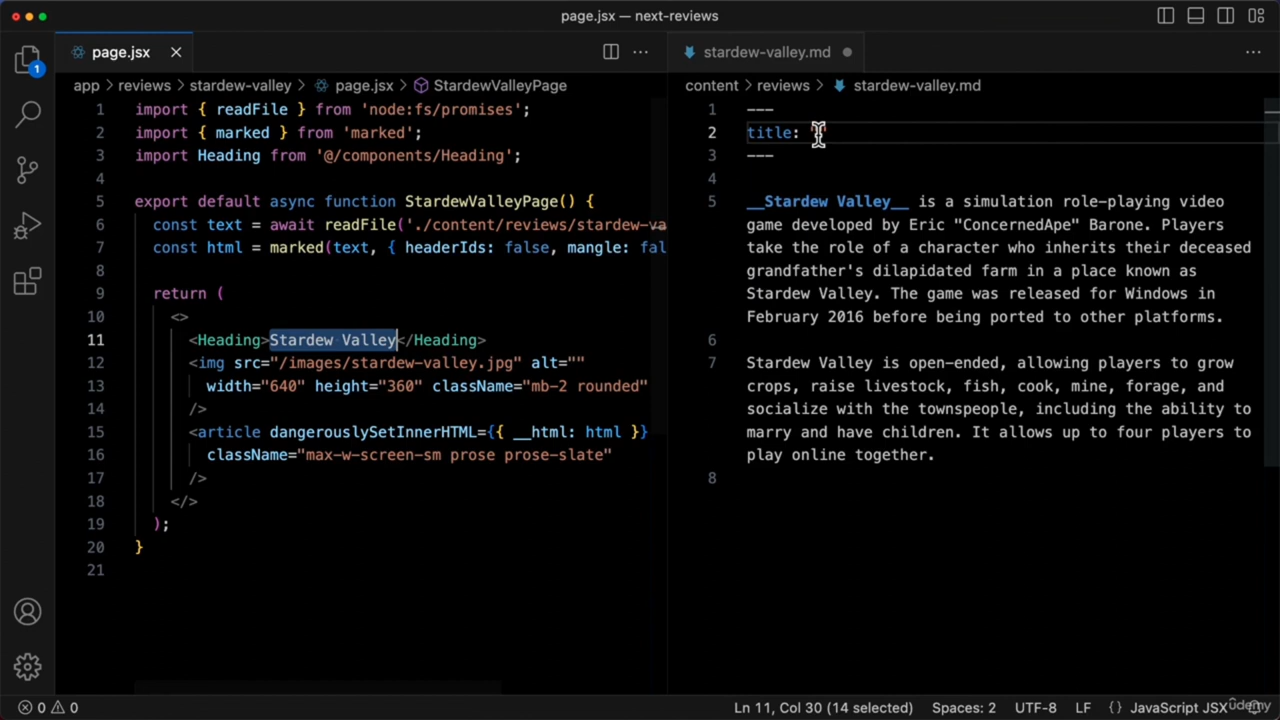 page.jsx — next-reviews
1
page.jsx
stardew-valley.md
app reviews stardew-valley page.jsx StardewValleyPage
content reviews stardew-valley.md
1 import { readFile } from 'node:fs/promises';
2 import { marked } from 'marked';
3 import Heading from '@/components/Heading';
4
5 export default async function StardewValleyPage() {
6 const text = await readFile('./content/reviews/stardew-va
7 const html = marked(text, { headerIds: false, mangle: fal
8
9 return (
10 <>
11 <Heading>Stardew Valley</Heading>
12 <img src="/images/stardew-valley.jpg" alt=""
13 width="640" height="360" className="mb-2 rounded"
14 />
15 <article dangerouslySetInnerHTML={{ __html: html }}
16 className="max-w-screen-sm prose prose-slate"
17 />
18 </>
19 );
20 }
21
1 ---
2 title:
3 ---
4
5 __Stardew Valley__ is a simulation role-playing video
game developed by Eric "ConcernedApe" Barone. Players
take the role of a character who inherits their deceased
grandfather's dilapidated farm in a place known as
Stardew Valley. The game was released for Windows in
February 2016 before being ported to other platforms.
6
7 Stardew Valley is open-ended, allowing players to grow
crops, raise livestock, fish, cook, mine, forage, and
socialize with the townspeople, including the ability to
marry and have children. It allows up to four players to
play online together.
8
0 0 Ln 11, Col 30 (14 selected) Spaces: 2 UTF-8 LF {} JavaScript JSX
udemy